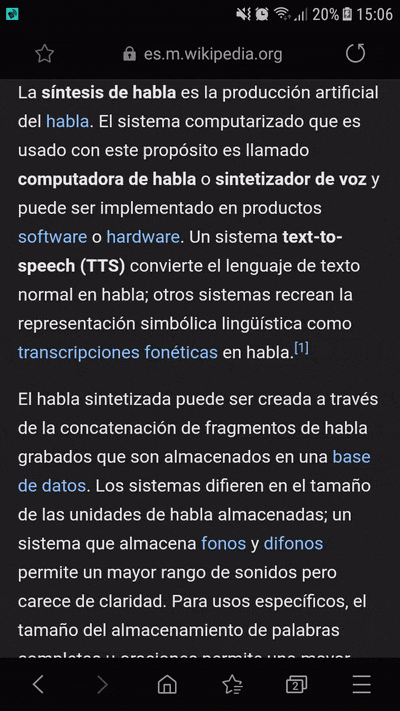 20% 15:06
es.m.wikipedia.org
La síntesis de habla es la producción artificial
del habla. El sistema computarizado que es
usado con este propósito es llamado
computadora de habla o sintetizador de voz y
puede ser implementado en productos
software o hardware. Un sistema text-to-
speech (TTS) convierte el lenguaje de texto
normal en habla; otros sistemas recrean la
representación simbólica lingüística como
transcripciones fonéticas en habla.[1]
El habla sintetizada puede ser creada a través
de la concatenación de fragmentos de habla
grabados que son almacenados en una base
de datos. Los sistemas difieren en el tamaño
de las unidades de habla almacenadas; un
sistema que almacena fonos y difonos
permite un mayor rango de sonidos pero
carece de claridad. Para usos específicos, el
tamaño del almacenamiento de palabras
completas u oraciones permite una mayor
2